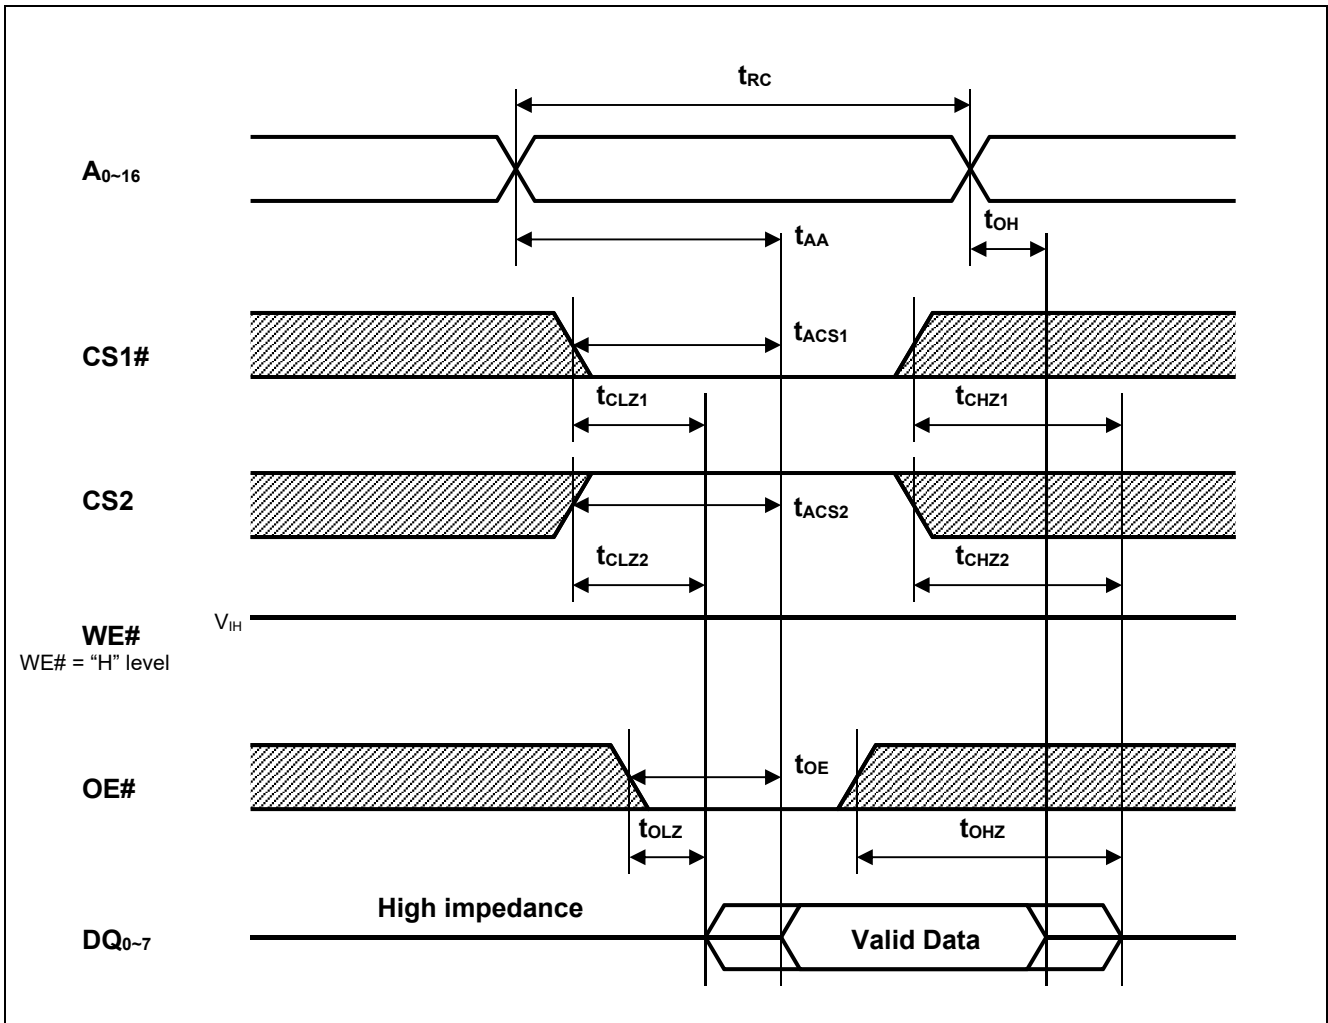 tRC
A0~16
tOH
tAA
tACS1
CS1#
tCLZ1
tCHZ1
CS2
tACS2
tCLZ2
tCHZ2
VIH
WE#
WE# = “H” level
tOE
OE#
tOLZ
tOHZ
High impedance
DQ0~7
Valid Data